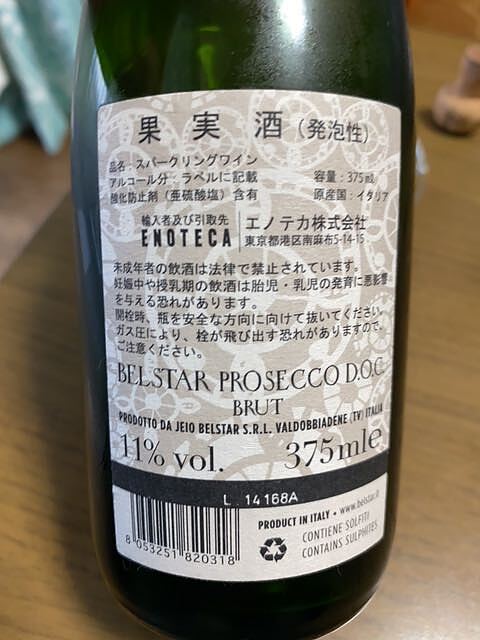 果実酒（発泡性）
品名：スパークリングワイン
アルコール分：ラベルに記載 容量：375㎖
酸化防止剤（亜硫酸塩）含有 原産国：イタリア
輸入者及び引取先 エノテカ株式会社
ENOTECA 東京都港区南麻布5-14-15
未成年者の飲酒は法律で禁止されています。
妊娠中や授乳期の飲酒は胎児・乳児の発育に悪影響
を与える恐れがあります。
開栓時、瓶を安全な方向に向けて抜いてください。
ガス圧により、栓が飛び出す恐れがありますので、
ご注意ください。
BELSTAR PROSECCO D.O.C.
BRUT
PRODOTTO DA JEIO BELSTAR S.R.L. VALDOBBIADENE (TV) ITALIA
11% vol. 375mle
L 14168A
PRODUCT IN ITALY • www.belstar.it
CONTIENE SOLFITI
CONTAINS SULPHITES
8 053251 820318